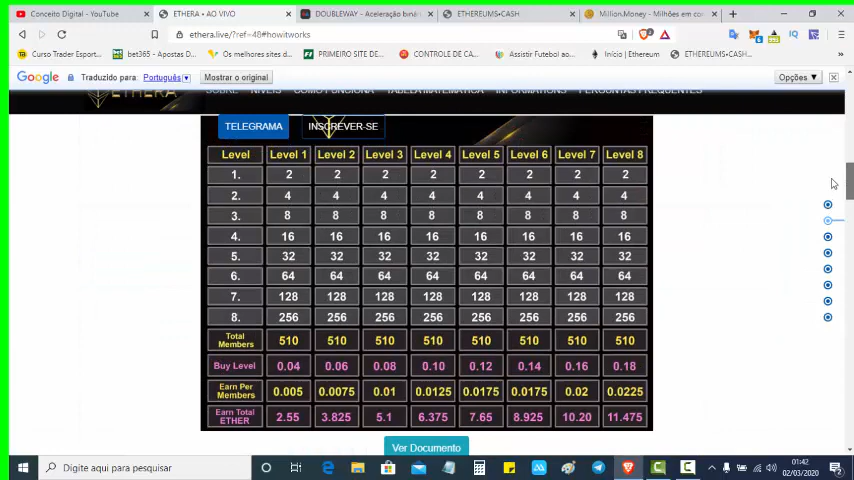 Conceito Digital - YouTube
ETHERA • AO VIVO
DOUBLEWAY – Aceleração biná
ETHEREUMS•CASH
Million.Money - Milhões em co
ethera.live/?ref=48#howitworks
Curso Trader Esport...
bet365 - Apostas D...
Os melhores sites d...
PRIMEIRO SITE DE...
CONTROLE DE CA...
Assistir Futebol ao...
Início | Ethereum
ETHEREUMS•CASH...
Google Traduzido para: Português Mostrar o original Opções ▼
ETHERA SOBRE NÍVEIS COMO FUNCIONA TABELA MATEMÁTICA INFORMATIONS PERGUNTAS FREQUENTES
TELEGRAMA INSCREVER-SE
Level Level 1 Level 2 Level 3 Level 4 Level 5 Level 6 Level 7 Level 8
1. 2 2 2 2 2 2 2 2
2. 4 4 4 4 4 4 4 4
3. 8 8 8 8 8 8 8 8
4. 16 16 16 16 16 16 16 16
5. 32 32 32 32 32 32 32 32
6. 64 64 64 64 64 64 64 64
7. 128 128 128 128 128 128 128 128
8. 256 256 256 256 256 256 256 256
Total Members 510 510 510 510 510 510 510 510
Buy Level 0.04 0.06 0.08 0.10 0.12 0.14 0.16 0.18
Earn Per Members 0.005 0.0075 0.01 0.0125 0.0175 0.0175 0.02 0.0225
Earn Total ETHER 2.55 3.825 5.1 6.375 7.65 8.925 10.20 11.475
Ver Documento
Digite aqui para pesquisar
01:42
02/03/2020